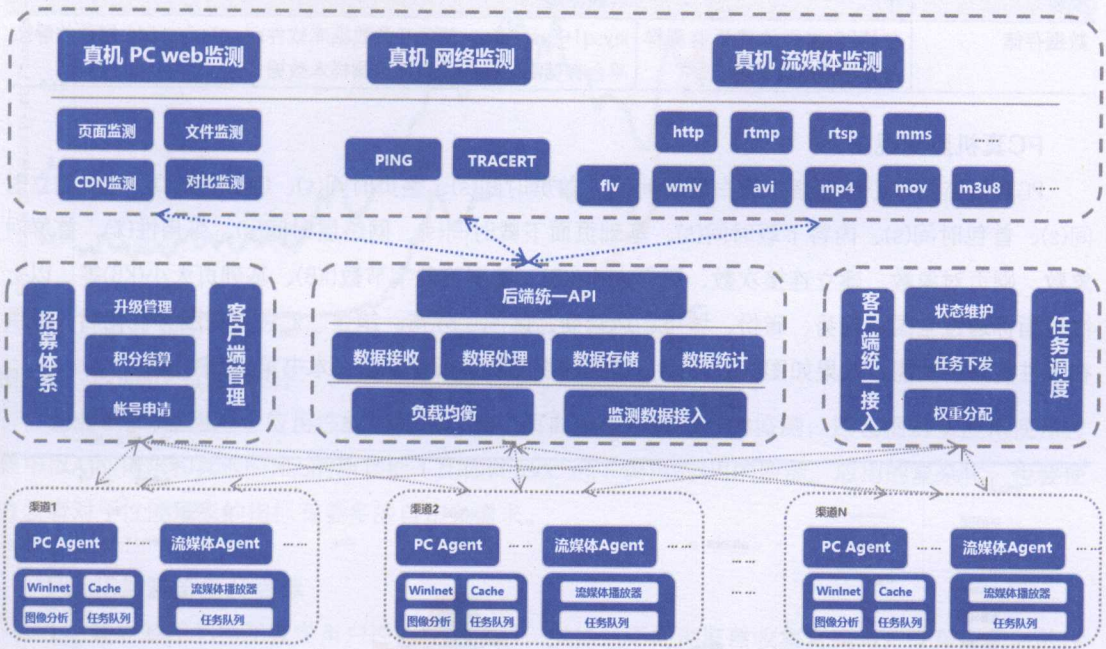 真机 PC web监测
真机 网络监测
真机 流媒体监测
页面监测
文件监测
CDN监测
对比监测
PING
TRACERT
http
rtmp
rtsp
mms
... ...
flv
wmv
avi
mp4
mov
m3u8
招募体系
升级管理
积分结算
帐号申请
客户端管理
后端统一API
数据接收
数据处理
数据存储
数据统计
负载均衡
监测数据接入
客户端统一接入
状态维护
任务下发
权重分配
任务调度
渠道1
PC Agent
流媒体Agent
... ...
WinInet
Cache
图像分析
任务队列
流媒体播放器
任务队列
渠道2
PC Agent
... ...
流媒体Agent
... ...
WinInet
Cache
图像分析
任务队列
流媒体播放器
任务队列
... ...
... ...
渠道N
PC Agent
... ...
流媒体Agent
... ...
WinInet
Cache
图像分析
任务队列
流媒体播放器
任务队列